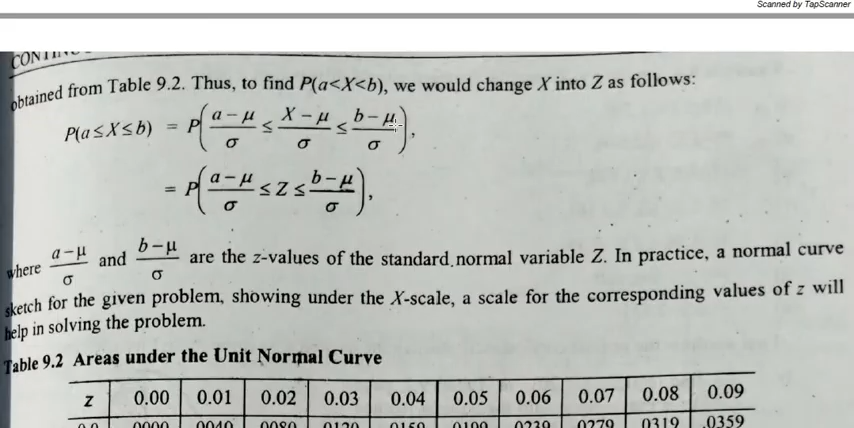 Scanned by TapScanner
obtained from Table 9.2. Thus, to find P(a<X<b), we would change X into Z as follows:
P(a≤X≤b) = P((a−μ)/σ ≤ (X−μ)/σ ≤ (b−μ)/σ),
= P((a−μ)/σ ≤ Z ≤ (b−μ)/σ),
where (a−μ)/σ and (b−μ)/σ are the z-values of the standard normal variable Z. In practice, a normal curve
sketch for the given problem, showing under the X-scale, a scale for the corresponding values of z will
help in solving the problem.
Table 9.2 Areas under the Unit Normal Curve
z 0.00 0.01 0.02 0.03 0.04 0.05 0.06 0.07 0.08 0.09
.0359